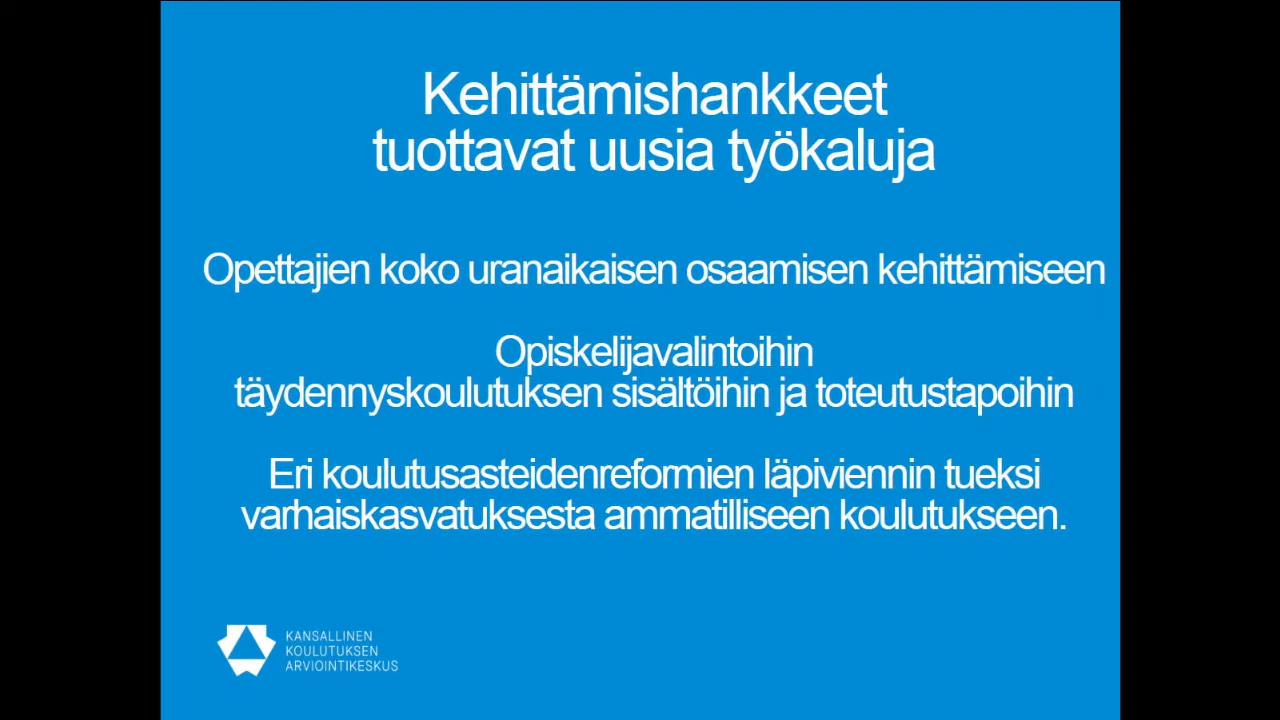 Kehittämishankkeet
tuottavat uusia työkaluja
Opettajien koko uranaikaisen osaamisen kehittämiseen
Opiskelijavalintoihin
täydennyskoulutuksen sisältöihin ja toteutustapoihin
Eri koulutusasteidenreformien läpiviennin tueksi
varhaiskasvatuksesta ammatilliseen koulutukseen.
KANSALLINEN
KOULUTUKSEN
ARVIOINTIKESKUS